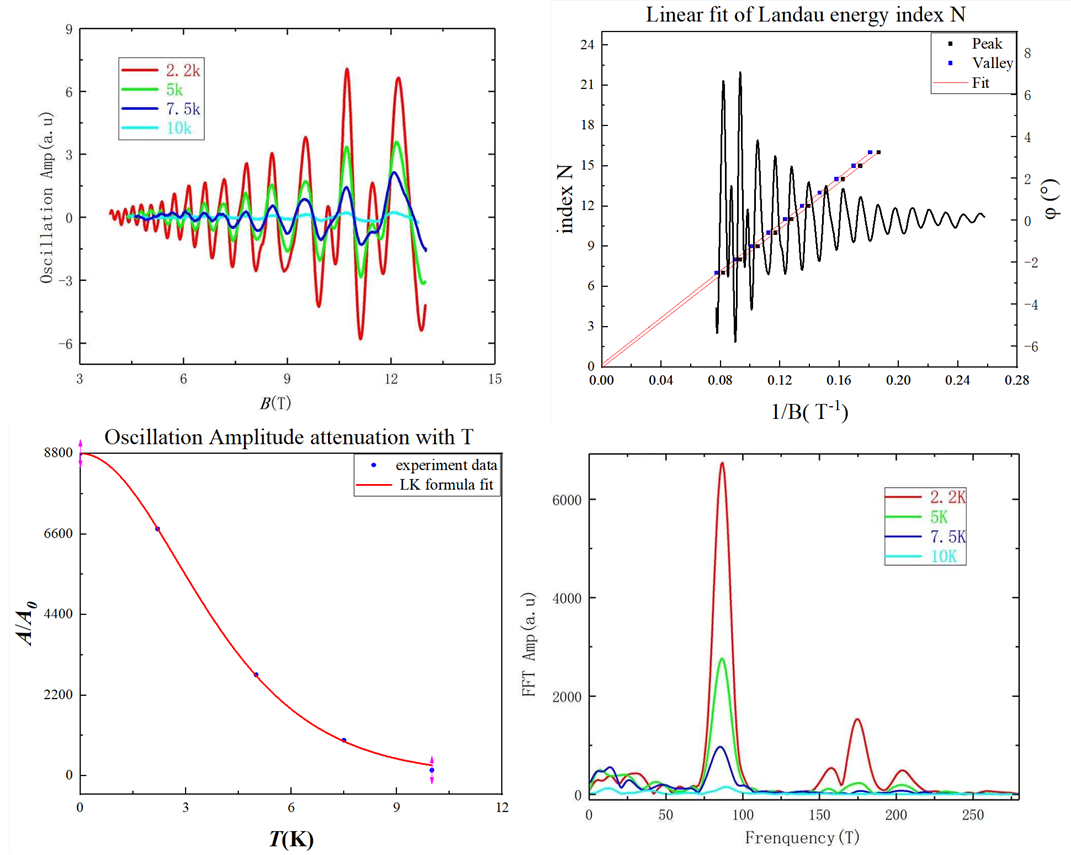 9
6
3
0
-3
-6
3
6
9
12
15
Oscillation Amp(a.u)
B(T)
2.2k
5k
7.5k
10k
Linear fit of Landau energy index N
24
21
18
15
12
9
6
3
0
index N
0.00
0.04
0.08
0.12
0.16
0.20
0.24
0.28
1/B( T-1)
8
6
4
2
0
−2
−4
−6
φ (°)
Peak
Valley
Fit
Oscillation Amplitude attenuation with T
8800
6600
4400
2200
0
A/A0
0
3
6
9
12
T(K)
experiment data
LK formula fit
6000
4000
2000
0
FFT Amp(a.u)
0
50
100
150
200
250
Frenquency(T)
2.2K
5K
7.5K
10K